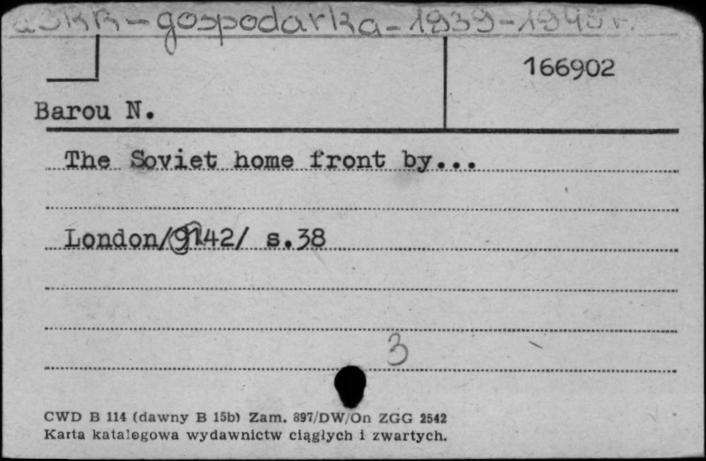 ZSRR - gospodarka - 1939-1945 r.
166902
Barou N.
The Soviet home front by...
London/9142/ s.38
3
CWD B 114 (dawny B 15b) Zam. 897/DW/On ZGG 2542
Karta katalogowa wydawnictw ciągłych i zwartych.